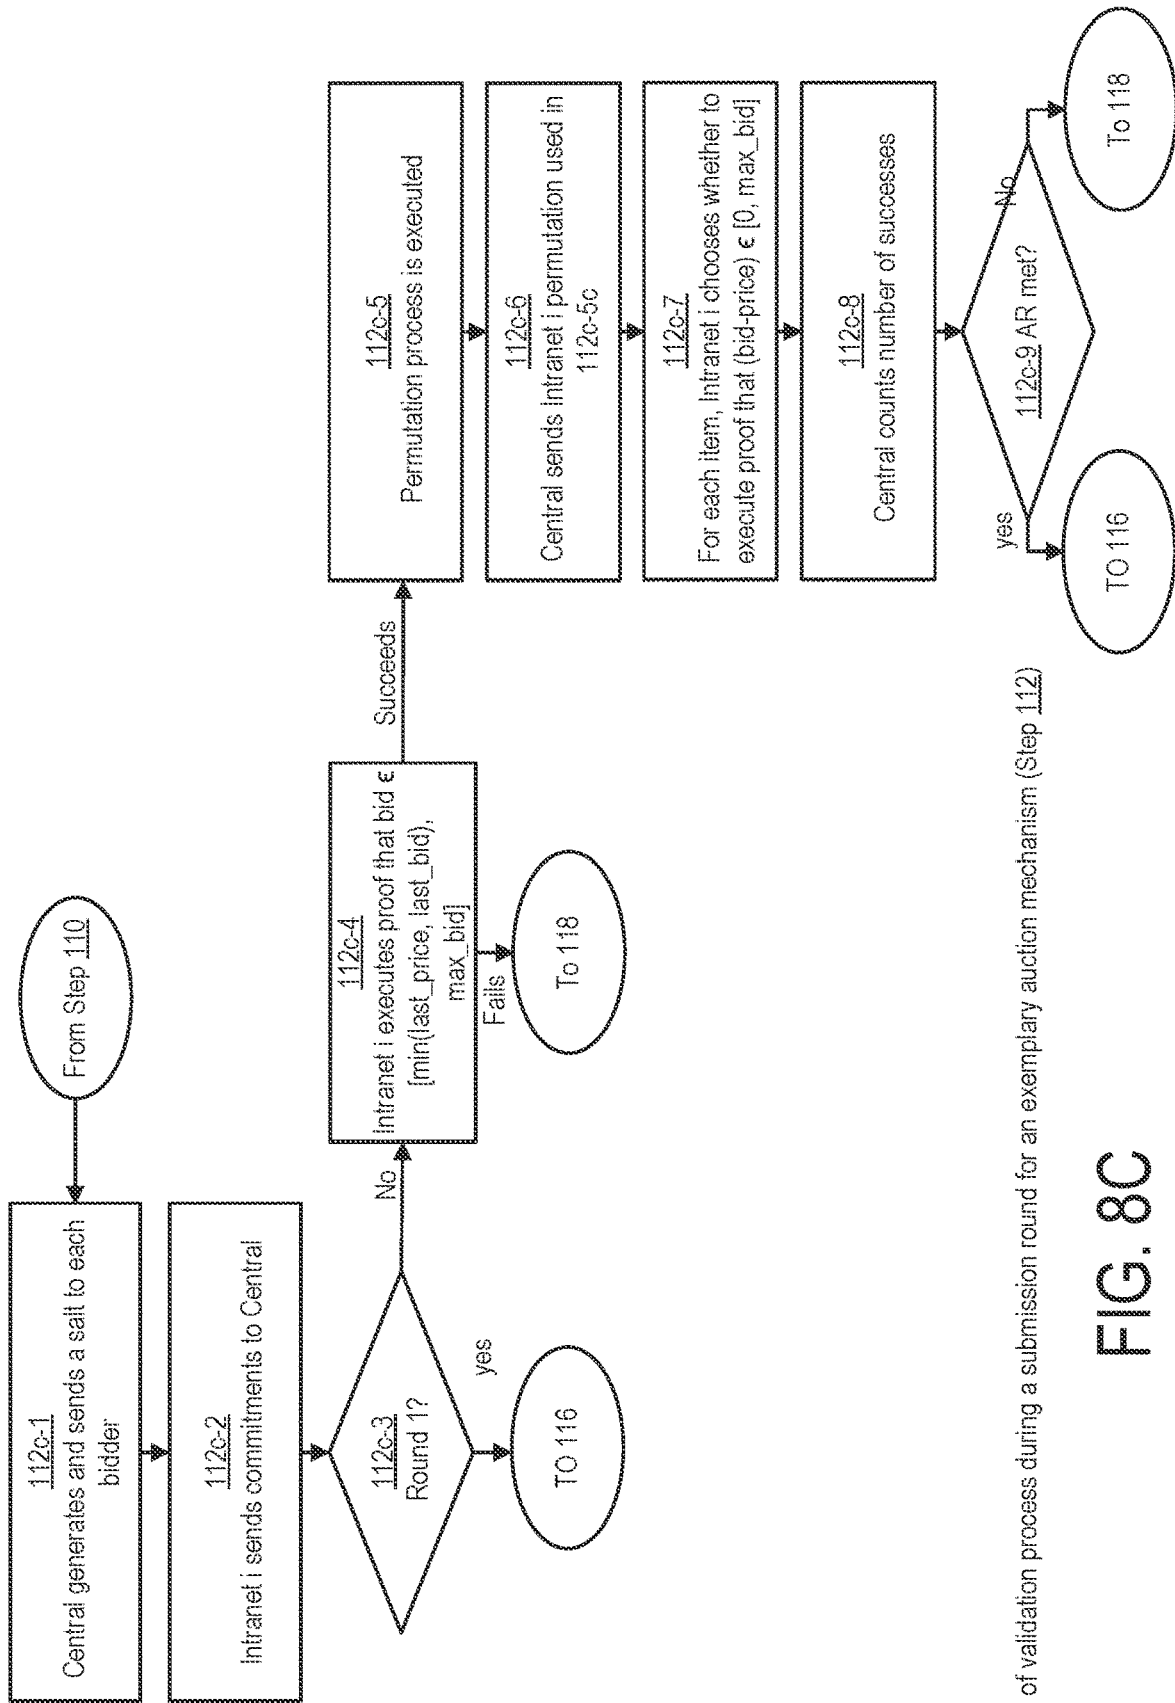 From Step 110
112c-1
Central generates and sends a salt to each
bidder
112c-2
Intranet i sends commitments to Central
112c-3
Round 1?
yes
TO 116
No
112c-4
Intranet i executes proof that bid ϵ
[min(last_price, last_bid),
max_bid]
Fails
To 118
Succeeds
112c-5
Permutation process is executed
112c-6
Central sends Intranet i permutation used in
112c-5c
112c-7
For each item, Intranet i chooses whether to
execute proof that (bid-price) ϵ [0, max_bid]
112c-8
Central counts number of successes
112c-9 AR met?
yes
No
TO 116
To 118
of validation process during a submission round for an exemplary auction mechanism (Step 112)
FIG. 8C